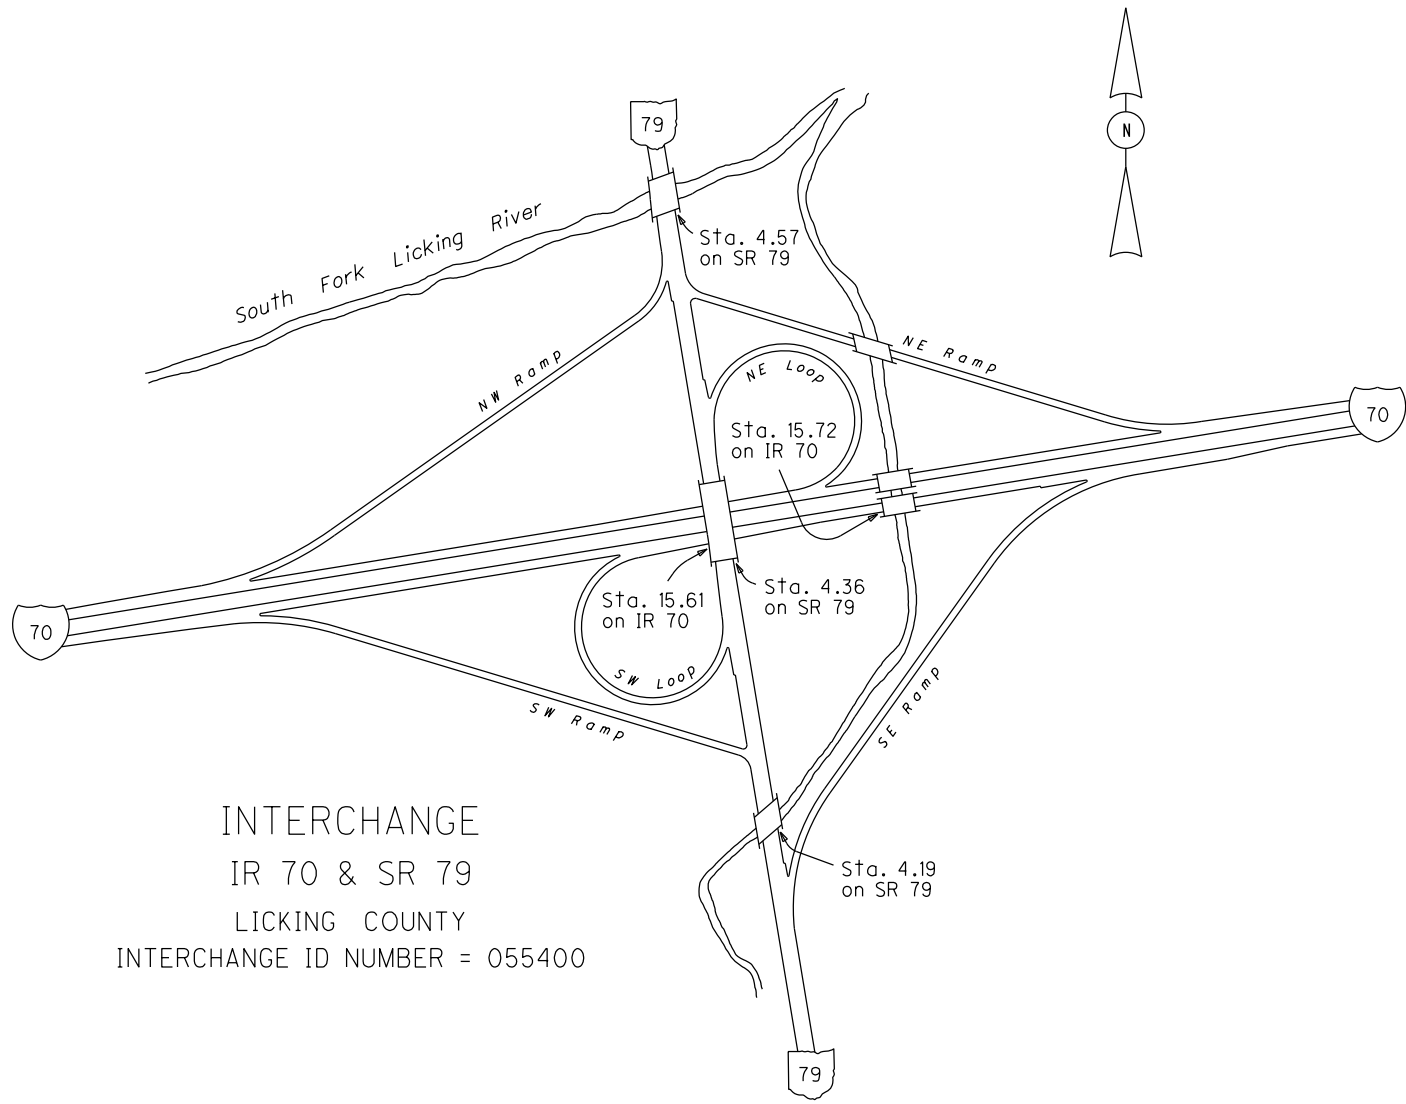 N
79
South Fork Licking River
Sta. 4.57
on SR 79
NW Ramp
NE Ramp
NE Loop
70
Sta. 15.72
on IR 70
Sta. 15.61
on IR 70
Sta. 4.36
on SR 79
70
SW Loop
SW Ramp
SE Ramp
INTERCHANGE
IR 70 & SR 79
LICKING COUNTY
INTERCHANGE ID NUMBER = 055400
Sta. 4.19
on SR 79
79